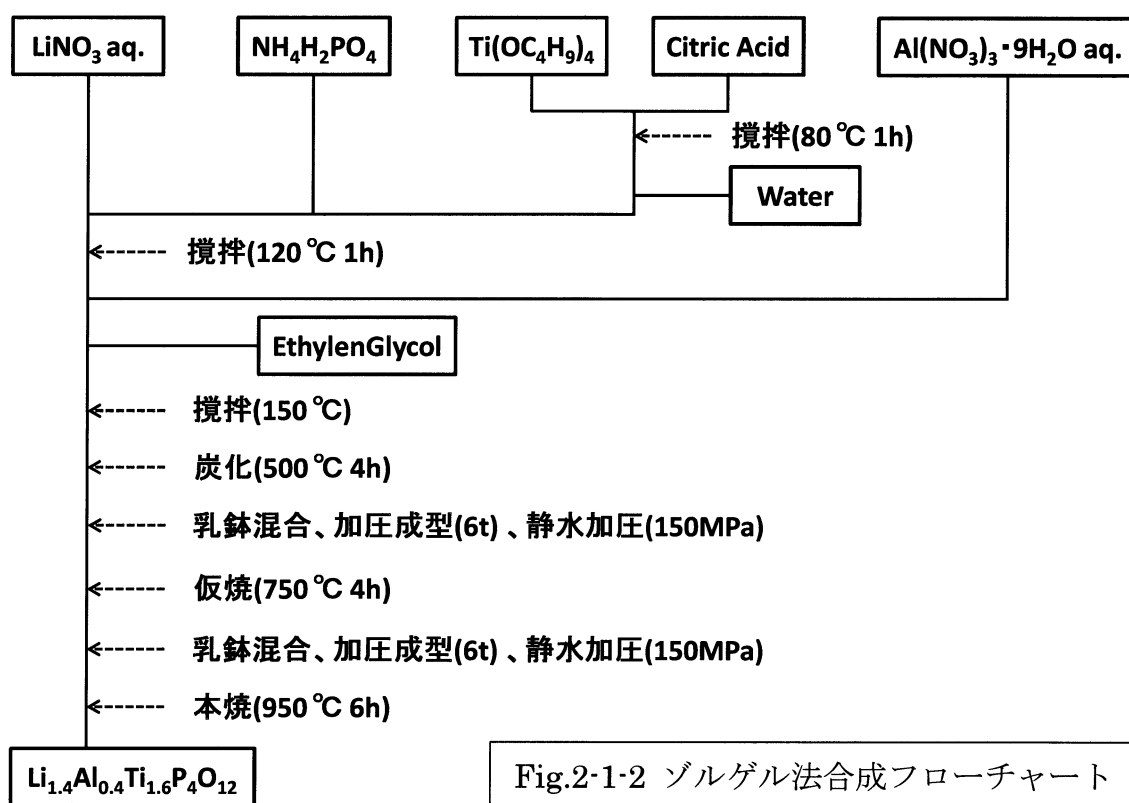 LiNO₃ aq.
NH₄H₂PO₄
Ti(OC₄H₉)₄
Citric Acid
Al(NO₃)₃・9H₂O aq.
攪拌(80℃ 1h)
Water
攪拌(120℃ 1h)
EthylenGlycol
攪拌(150℃)
炭化(500℃ 4h)
乳鉢混合、加圧成型(6t)、静水加圧(150MPa)
仮焼(750℃ 4h)
乳鉢混合、加圧成型(6t)、静水加圧(150MPa)
本焼(950℃ 6h)
Li₁.₄Al₀.₄Ti₁.₆P₄O₁₂
Fig.2-1-2 ゾルゲル法合成フローチャート